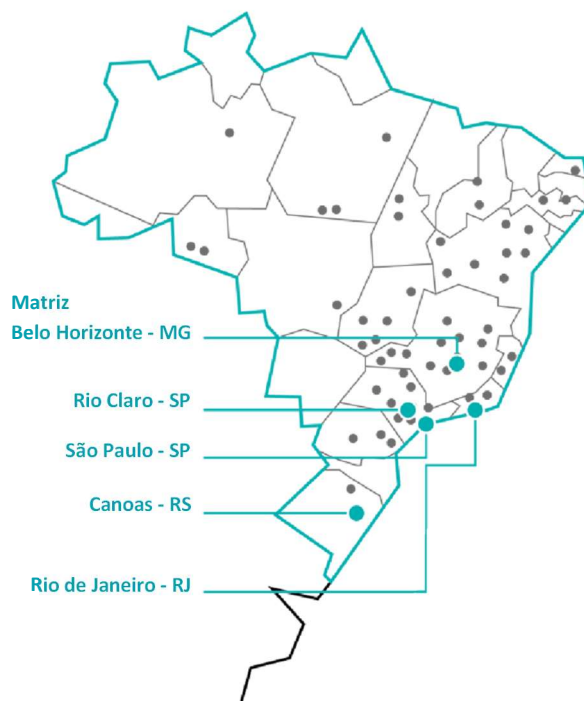 Matriz
Belo Horizonte - MG
Rio Claro - SP
São Paulo - SP
Canoas - RS
Rio de Janeiro - RJ